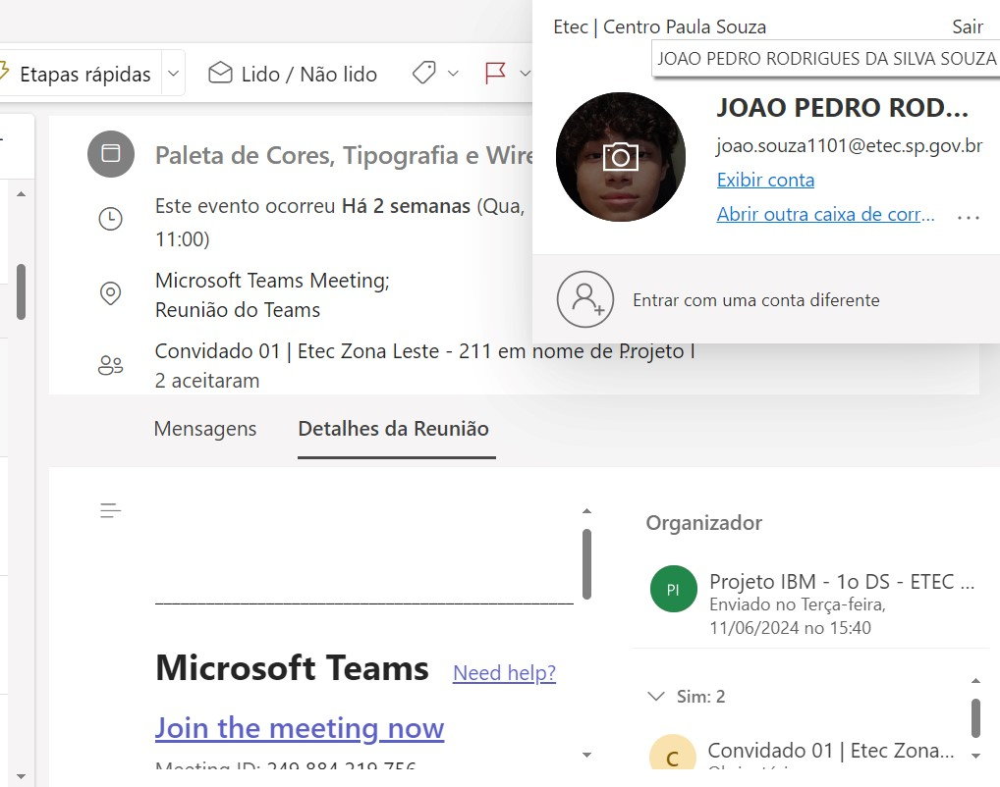 Etec | Centro Paula Souza
Sair
JOAO PEDRO RODRIGUES DA SILVA SOUZA
Etapas rápidas
Lido / Não lido
JOAO PEDRO ROD...
joao.souza1101@etec.sp.gov.br
Exibir conta
Abrir outra caixa de corr...
Entrar com uma conta diferente
Paleta de Cores, Tipografia e Wire
Este evento ocorreu Há 2 semanas (Qua,
11:00)
Microsoft Teams Meeting;
Reunião do Teams
Convidado 01 | Etec Zona Leste - 211 em nome de Projeto I
2 aceitaram
Mensagens
Detalhes da Reunião
Organizador
PI
Projeto IBM - 1o DS - ETEC ...
Enviado no Terça-feira,
11/06/2024 no 15:40
Microsoft Teams
Need help?
Join the meeting now
Meeting ID: 249 884 219 756
Sim: 2
C
Convidado 01 | Etec Zona...